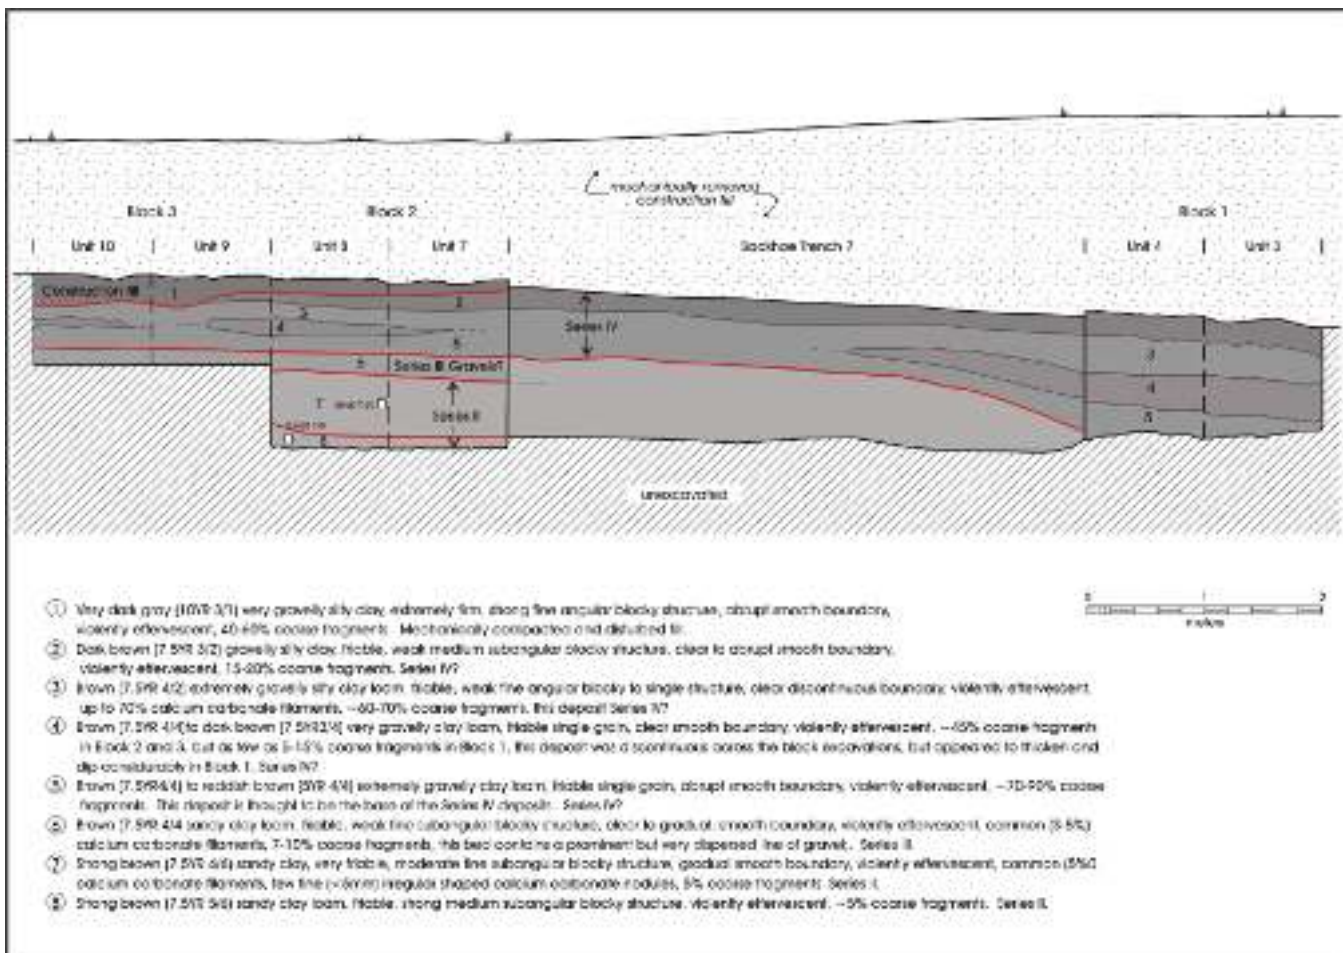 mechanically removed
construction fill
Block 3
Block 2
Block 1
Unit 10
Unit 9
Unit 8
Unit 7
Backhoe Trench 7
Unit 4
Unit 3
Construction fill
1
2
3
4
5
Series IV
3
4
5
6
Series III Gravels?
7
Series II
8
unexcavated
0
1
2
meters
① Very dark gray (10YR 3/1) very gravelly silty clay, extremely firm, strong fine angular blocky structure, abrupt smooth boundary,
violently effervescent, 40-60% coarse fragments. Mechanically compacted and disturbed fill.
② Dark brown (7.5YR 3/2) gravelly silty clay, friable, weak medium subangular blocky structure, clear to abrupt smooth boundary,
violently effervescent, 15-20% coarse fragments. Series IV?
③ Brown (7.5YR 4/2) extremely gravelly silty clay loam, friable, weak fine angular blocky to single structure, clear discontinuous boundary, violently effervescent,
up to 70% calcium carbonate filaments, ~60-70% coarse fragments, this deposit Series IV?
④ Brown (7.5YR 4/4) to dark brown (7.5YR3/4) very gravelly clay loam, friable single grain, clear smooth boundary, violently effervescent, ~45% coarse fragments
in Block 2 and 3, but as few as 5-15% coarse fragments in Block 1, this deposit was discontinuous across the block excavations, but appeared to thicken and
dip considerably in Block 1. Series IV?
⑤ Brown (7.5YR4/4) to reddish brown (5YR 4/4) extremely gravelly clay loam, friable single grain, abrupt smooth boundary, violently effervescent, ~70-90% coarse
fragments. This deposit is thought to be the base of the Series IV deposits. Series IV?
⑥ Brown (7.5YR 4/4 sandy clay loam, friable, weak fine subangular blocky structure, clear to gradual, smooth boundary, violently effervescent, common (3-5%)
calcium carbonate filaments, 7-10% coarse fragments, this bed contains a prominent but very dispersed line of gravels. Series III.
⑦ Strong brown (7.5YR 4/6) sandy clay, very friable, moderate fine subangular blocky structure, gradual smooth boundary, violently effervescent, common (5%)
calcium carbonate filaments, few fine (<5mm) irregular shaped calcium carbonate nodules, 5% coarse fragments. Series II.
⑧ Strong brown (7.5YR 5/6) sandy clay loam, friable, strong medium subangular blocky structure, violently effervescent, ~5% coarse fragments. Series II.